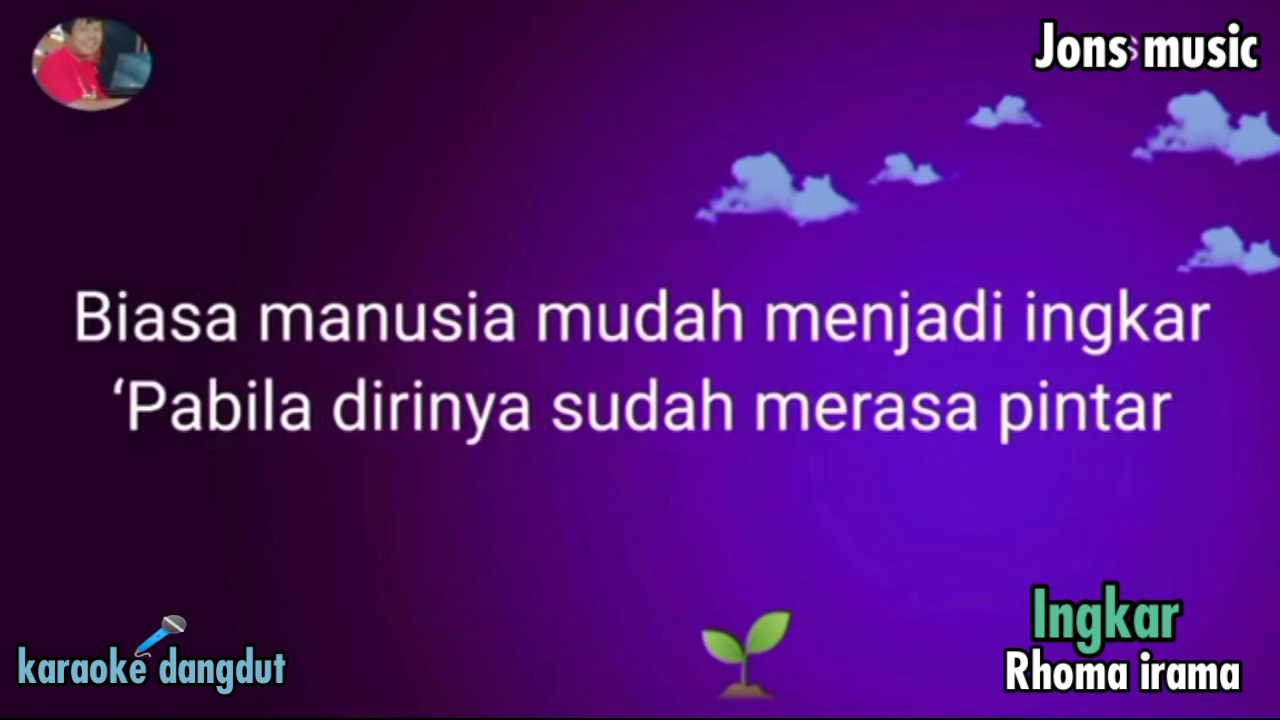 Jons music
Biasa manusia mudah menjadi ingkar
‘Pabila dirinya sudah merasa pintar
Ingkar
karaoke dangdut
Rhoma irama